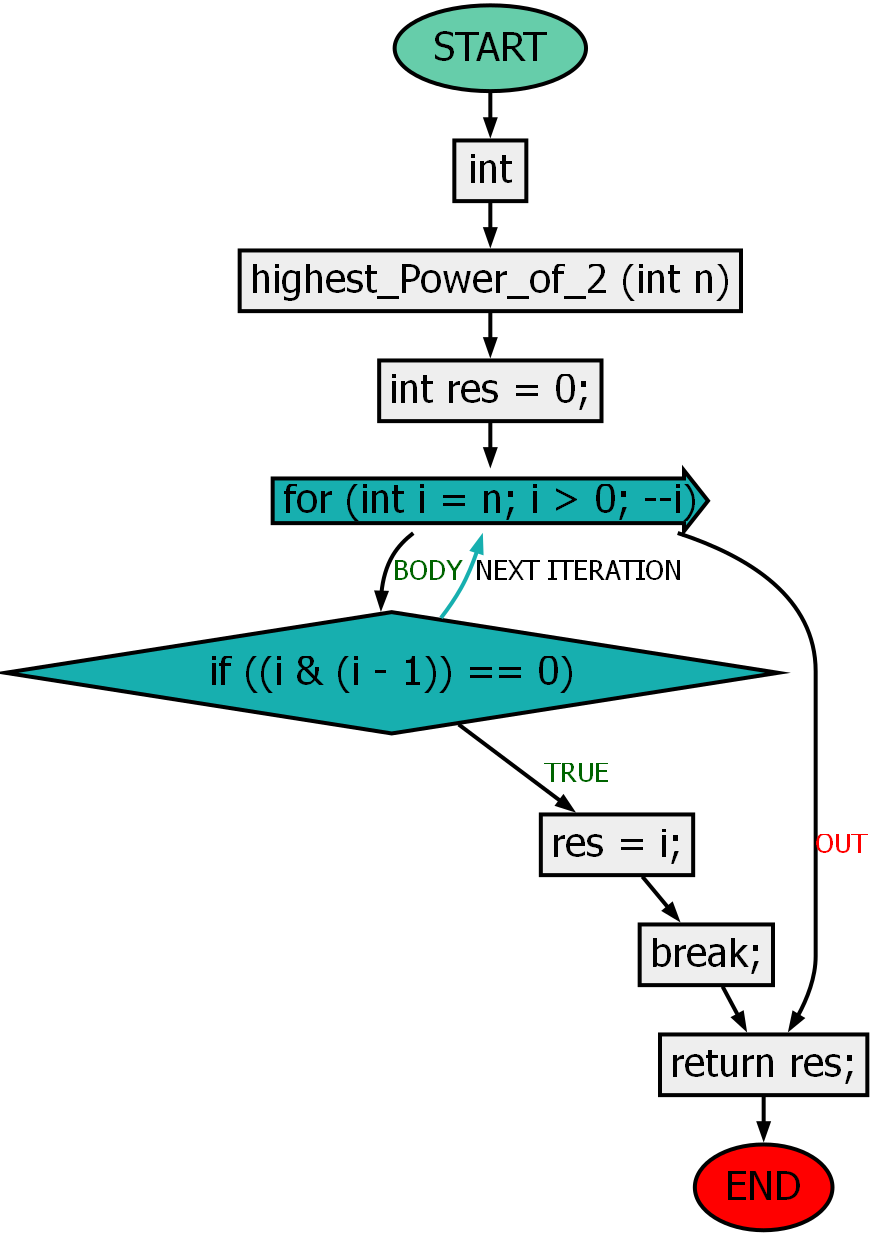 START
int
highest_Power_of_2 (int n)
int res = 0;
for (int i = n; i > 0; --i)
BODY
NEXT ITERATION
if ((i & (i - 1)) == 0)
TRUE
res = i;
OUT
break;
return res;
END